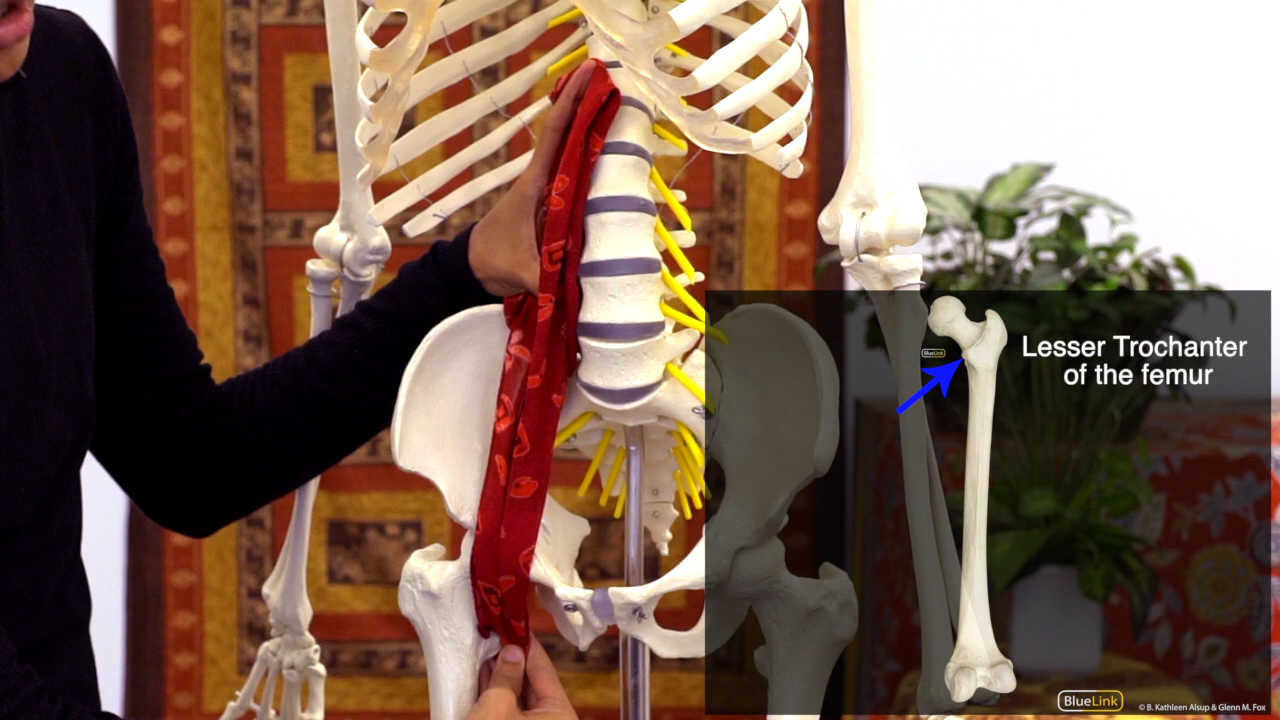 BlueLink
Lesser Trochanter
of the femur
BlueLink
© B. Kathleen Alsup & Glenn M. Fox